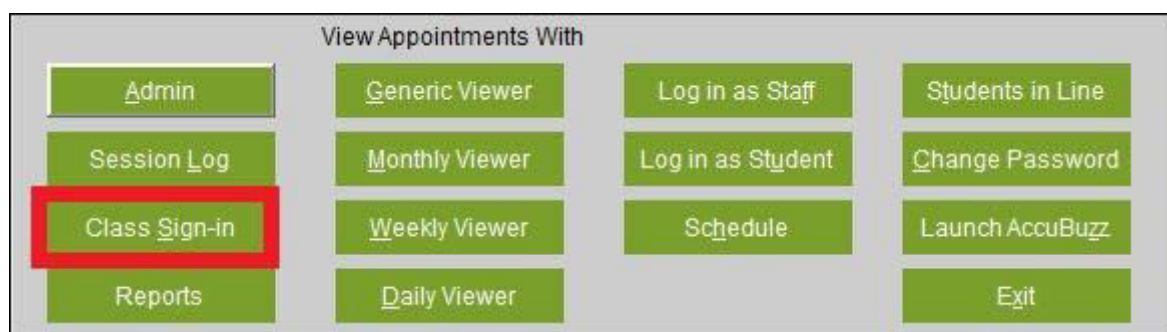 View Appointments With
Admin
Generic Viewer
Log in as Staff
Students in Line
Session Log
Monthly Viewer
Log in as Student
Change Password
Class Sign-in
Weekly Viewer
Schedule
Launch AccuBuzz
Reports
Daily Viewer
Exit